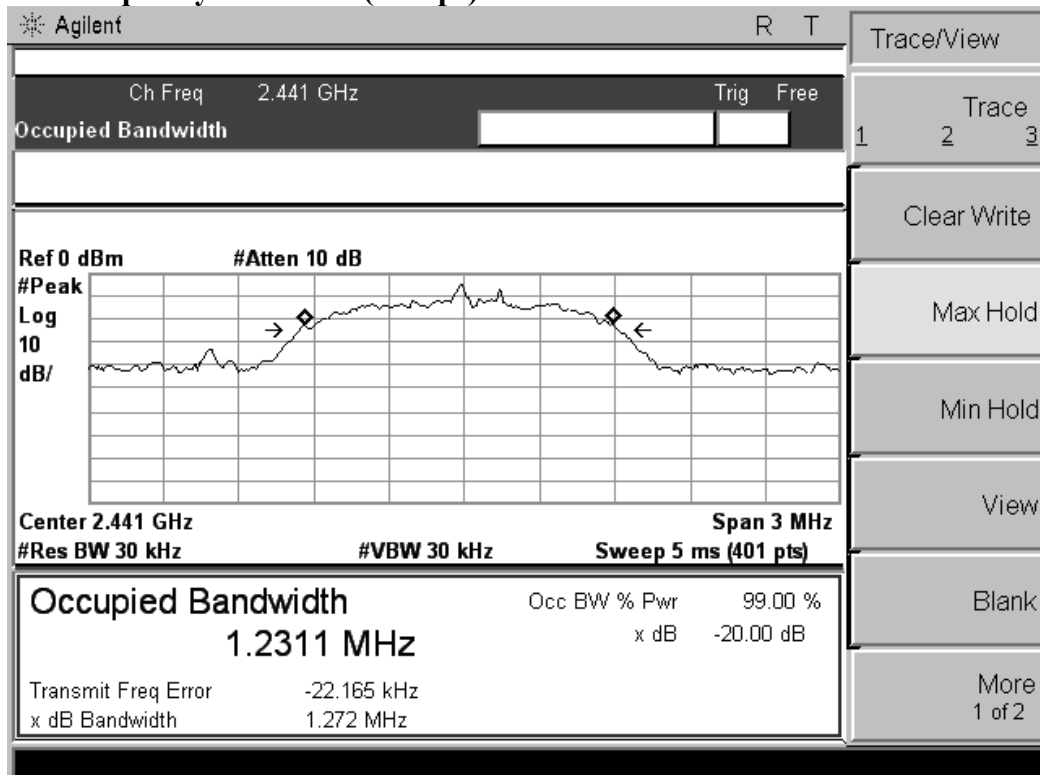 Agilent R T
Trace/View
Ch Freq 2.441 GHz Trig Free
Occupied Bandwidth
Trace
1 2 3
Clear Write
Max Hold
Min Hold
View
Blank
More
1 of 2
Ref 0 dBm #Atten 10 dB
#Peak
Log
10
dB/
Center 2.441 GHz Span 3 MHz
#Res BW 30 kHz #VBW 30 kHz Sweep 5 ms (401 pts)
Occupied Bandwidth
1.2311 MHz
Occ BW % Pwr 99.00 %
x dB -20.00 dB
Transmit Freq Error -22.165 kHz
x dB Bandwidth 1.272 MHz